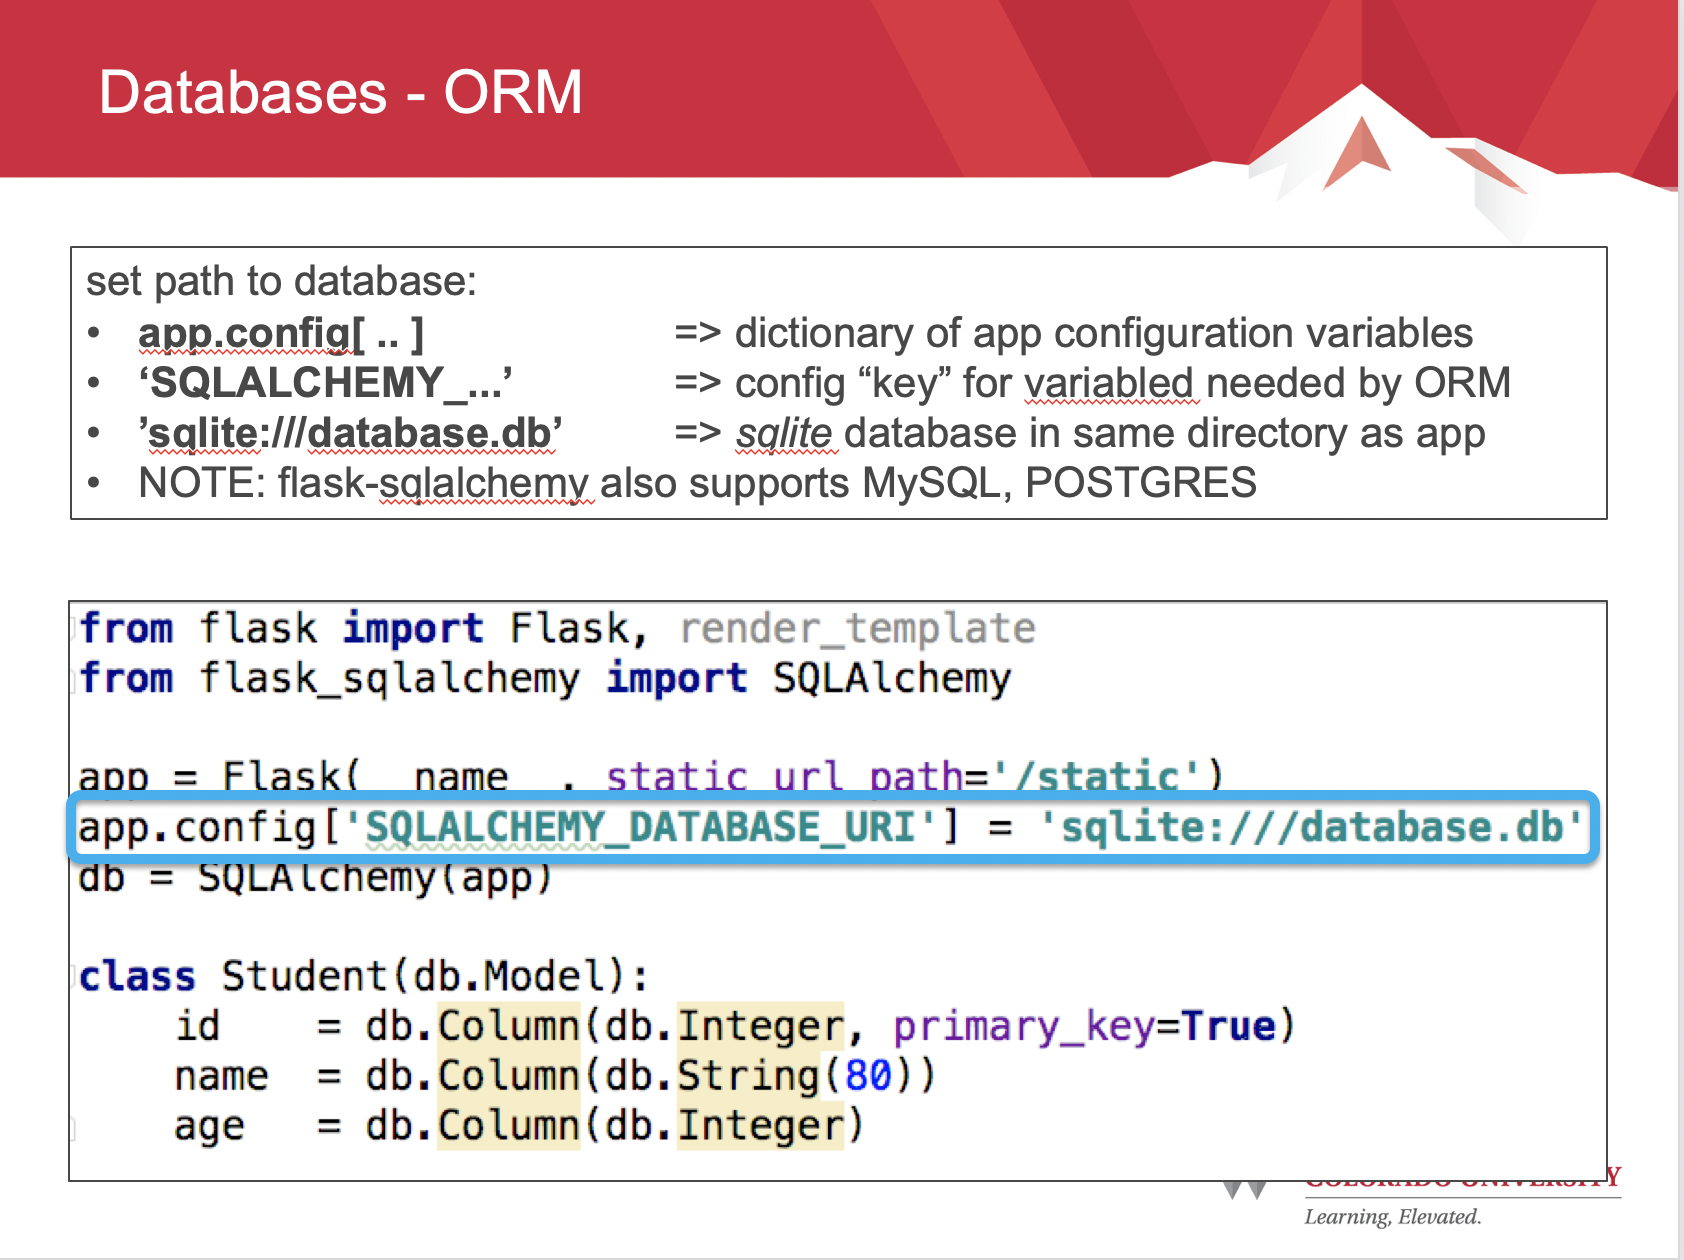 Databases - ORM
set path to database:
• app.config[ .. ] => dictionary of app configuration variables
• ‘SQLALCHEMY_...’ => config “key” for variabled needed by ORM
• ’sqlite:///database.db’ => sqlite database in same directory as app
• NOTE: flask-sqlalchemy also supports MySQL, POSTGRES
from flask import Flask, render_template
from flask_sqlalchemy import SQLAlchemy
app = Flask(__name__, static_url_path='/static')
app.config['SQLALCHEMY_DATABASE_URI'] = 'sqlite:///database.db'
db = SQLAlchemy(app)
class Student(db.Model):
id = db.Column(db.Integer, primary_key=True)
name = db.Column(db.String(80))
age = db.Column(db.Integer)
COLORADO UNIVERSITY
Learning, Elevated.